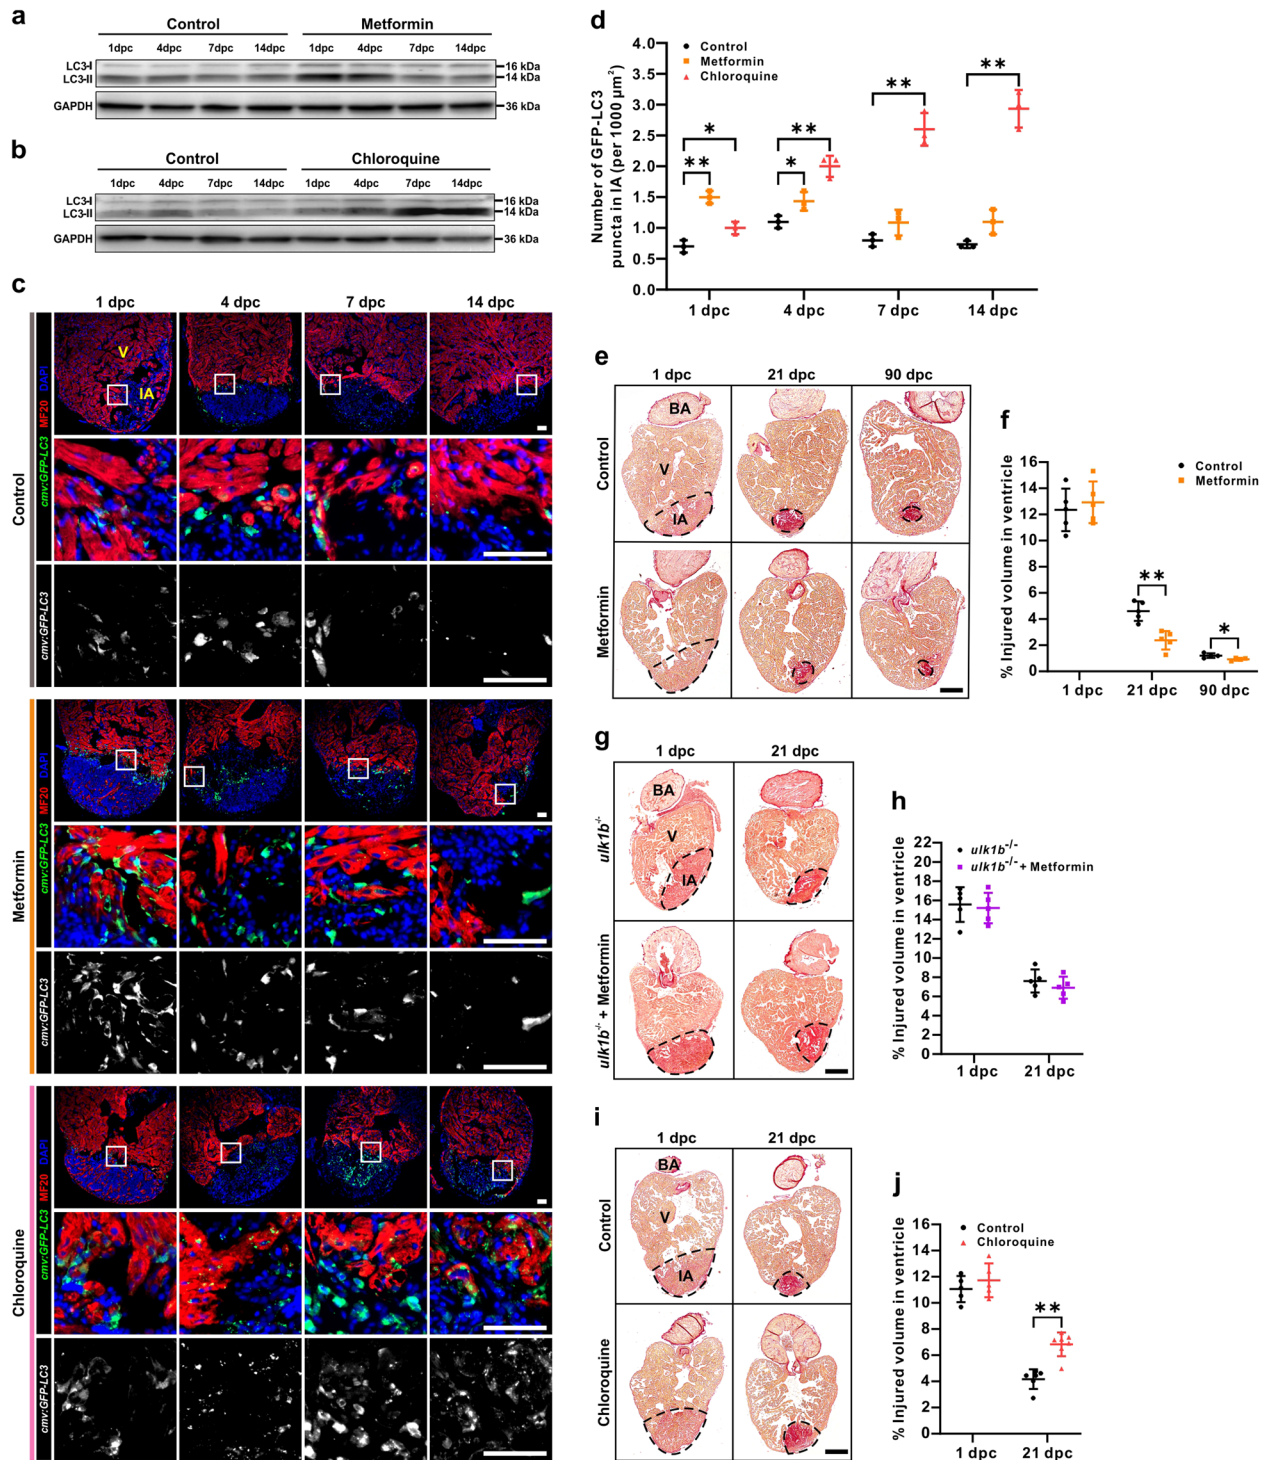 a
Control Metformin
1dpc 4dpc 7dpc 14dpc 1dpc 4dpc 7dpc 14dpc
LC3-I 16 kDa
LC3-II 14 kDa
GAPDH 36 kDa
b
Control Chloroquine
1dpc 4dpc 7dpc 14dpc 1dpc 4dpc 7dpc 14dpc
LC3-I 16 kDa
LC3-II 14 kDa
GAPDH 36 kDa
c
1 dpc 4 dpc 7 dpc 14 dpc
Control
cmv:GFP-LC3 MF20 DAPI
V
IA
cmv:GFP-LC3
Metformin
cmv:GFP-LC3 MF20 DAPI
cmv:GFP-LC3
Chloroquine
cmv:GFP-LC3 MF20 DAPI
cmv:GFP-LC3
d
Number of GFP-LC3
puncta in IA (per 1000 µm²)
4.0
3.5
3.0
2.5
2.0
1.5
1.0
0.5
0.0
Control
Metformin
Chloroquine
** * * ** ** **
1 dpc 4 dpc 7 dpc 14 dpc
e
1 dpc 21 dpc 90 dpc
Control
BA
V
IA
Metformin
f
% Injured volume in ventricle
16
14
12
10
8
6
4
2
0
Control
Metformin
** *
1 dpc 21 dpc 90 dpc
g
1 dpc 21 dpc
ulk1b-/-
BA
V
IA
ulk1b-/- + Metformin
h
% Injured volume in ventricle
22
20
18
16
14
12
10
8
6
4
2
0
ulk1b-/-
ulk1b-/- + Metformin
1 dpc 21 dpc
i
1 dpc 21 dpc
Control
BA
V
IA
Chloroquine
j
% Injured volume in ventricle
16
14
12
10
8
6
4
2
0
Control
Chloroquine
**
1 dpc 21 dpc